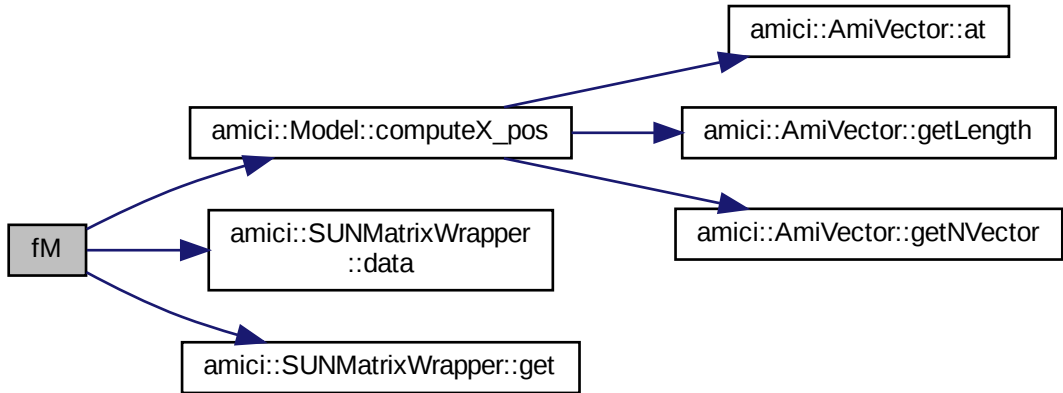 amici::AmiVector::at
amici::Model::computeX_pos
amici::AmiVector::getLength
fM
amici::SUNMatrixWrapper
::data
amici::AmiVector::getNVector
amici::SUNMatrixWrapper::get